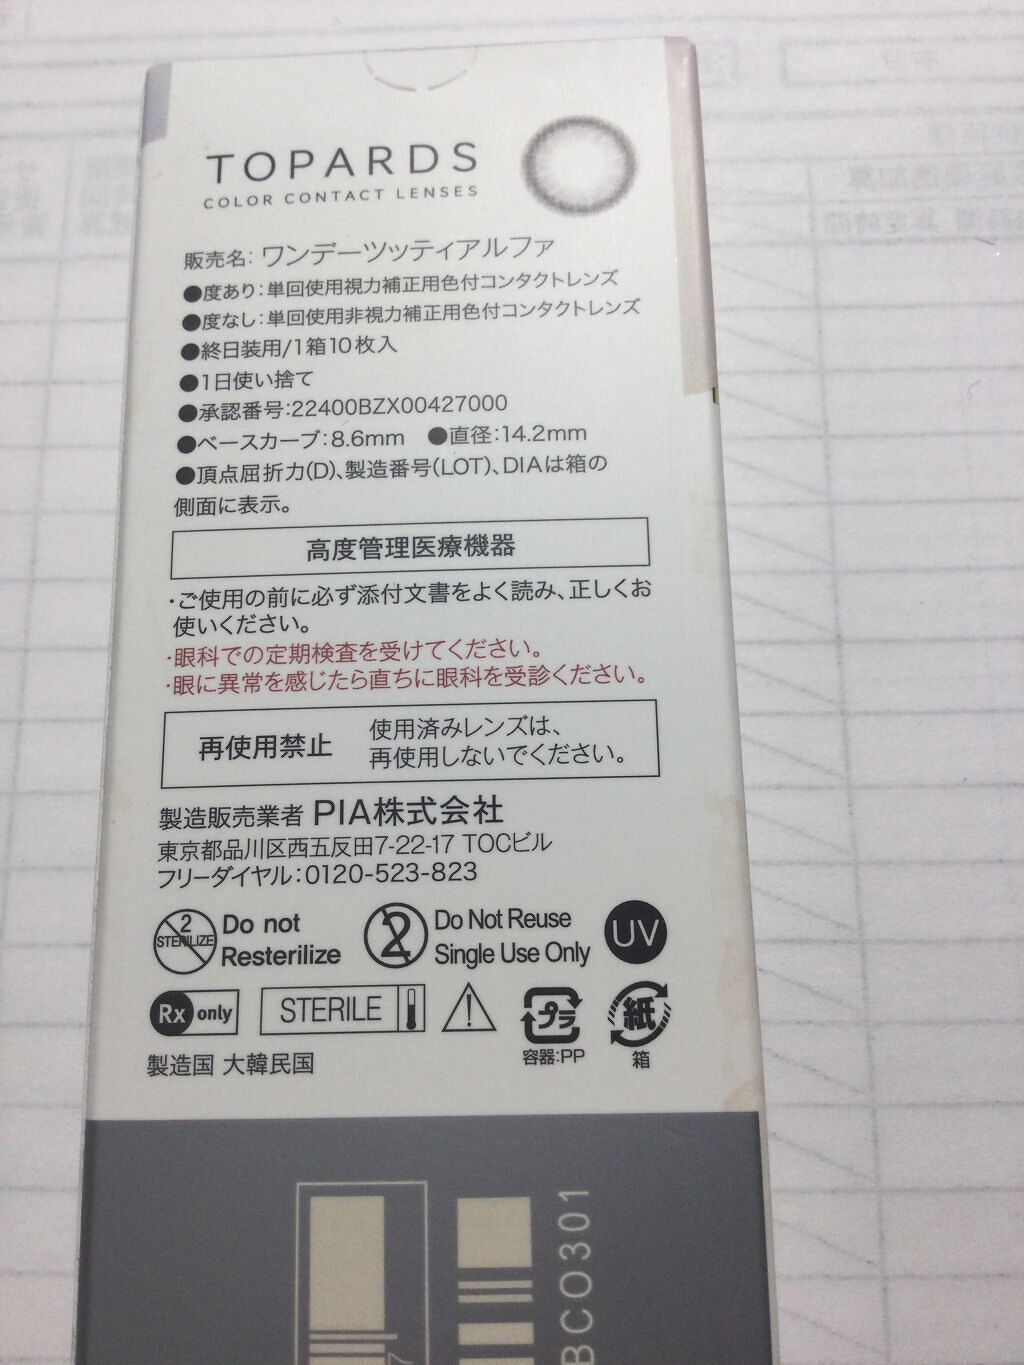 TOPARDS
COLOR CONTACT LENSES
販売名: ワンデーツッティアルファ
●度あり:単回使用視力補正用色付コンタクトレンズ
●度なし:単回使用非視力補正用色付コンタクトレンズ
●終日装用/1箱10枚入
●1日使い捨て
●承認番号:22400BZX00427000
●ベースカーブ:8.6mm ●直径:14.2mm
●頂点屈折力(D)、製造番号(LOT)、DIAは箱の
側面に表示。
高度管理医療機器
・ご使用の前に必ず添付文書をよく読み、正しくお
使いください。
・眼科での定期検査を受けてください。
・眼に異常を感じたら直ちに眼科を受診ください。
再使用禁止
使用済みレンズは、
再使用しないでください。
製造販売業者 PIA株式会社
東京都品川区西五反田7-22-17 TOCビル
フリーダイヤル:0120-523-823
2 STERILIZE Do not Resterilize
2 Do Not Reuse Single Use Only
UV
Rx only
STERILE
プラ
容器:PP
紙
箱
製造国 大韓民国
BCO301
7